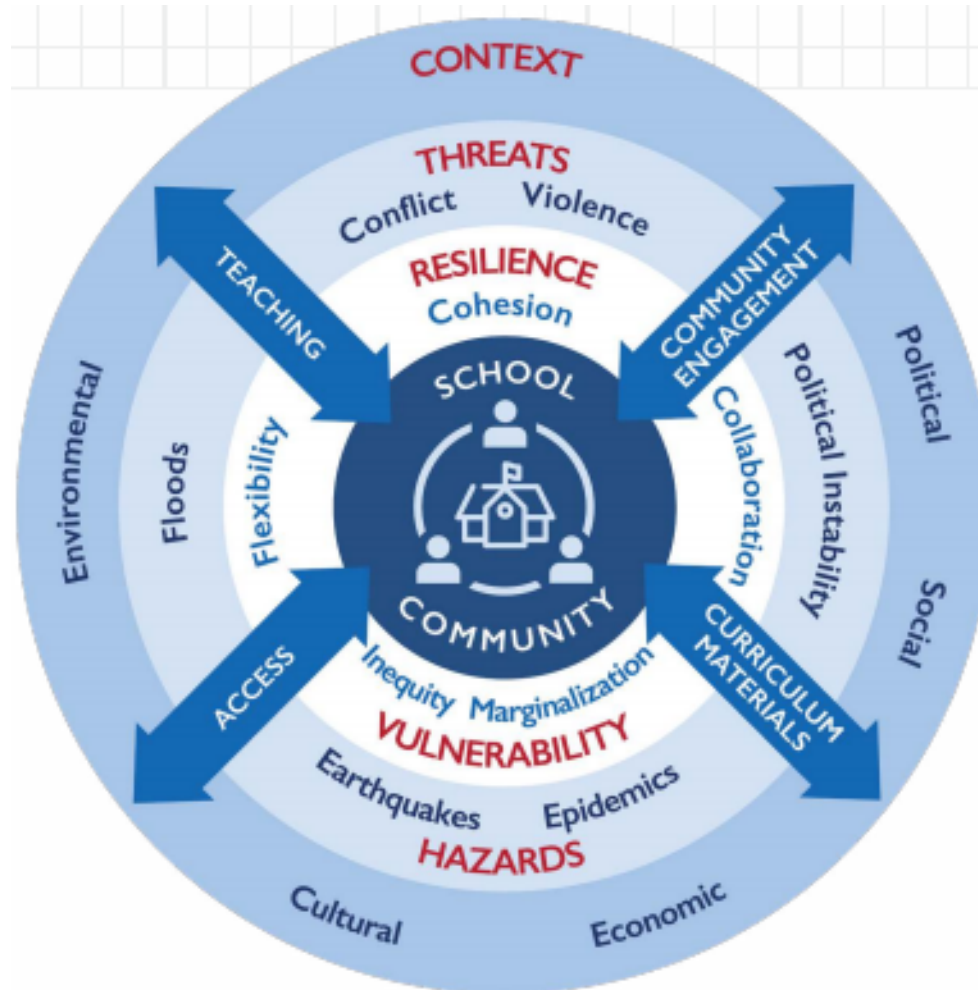 CONTEXT
THREATS
Conflict
Violence
RESILIENCE
Cohesion
TEACHING
COMMUNITY
ENGAGEMENT
SCHOOL
COMMUNITY
Environmental
Floods
Flexibility
Collaboration
Political Instability
Political
Social
ACCESS
CURRICULUM
MATERIALS
Inequity
Marginalization
VULNERABILITY
Earthquakes
Epidemics
HAZARDS
Cultural
Economic